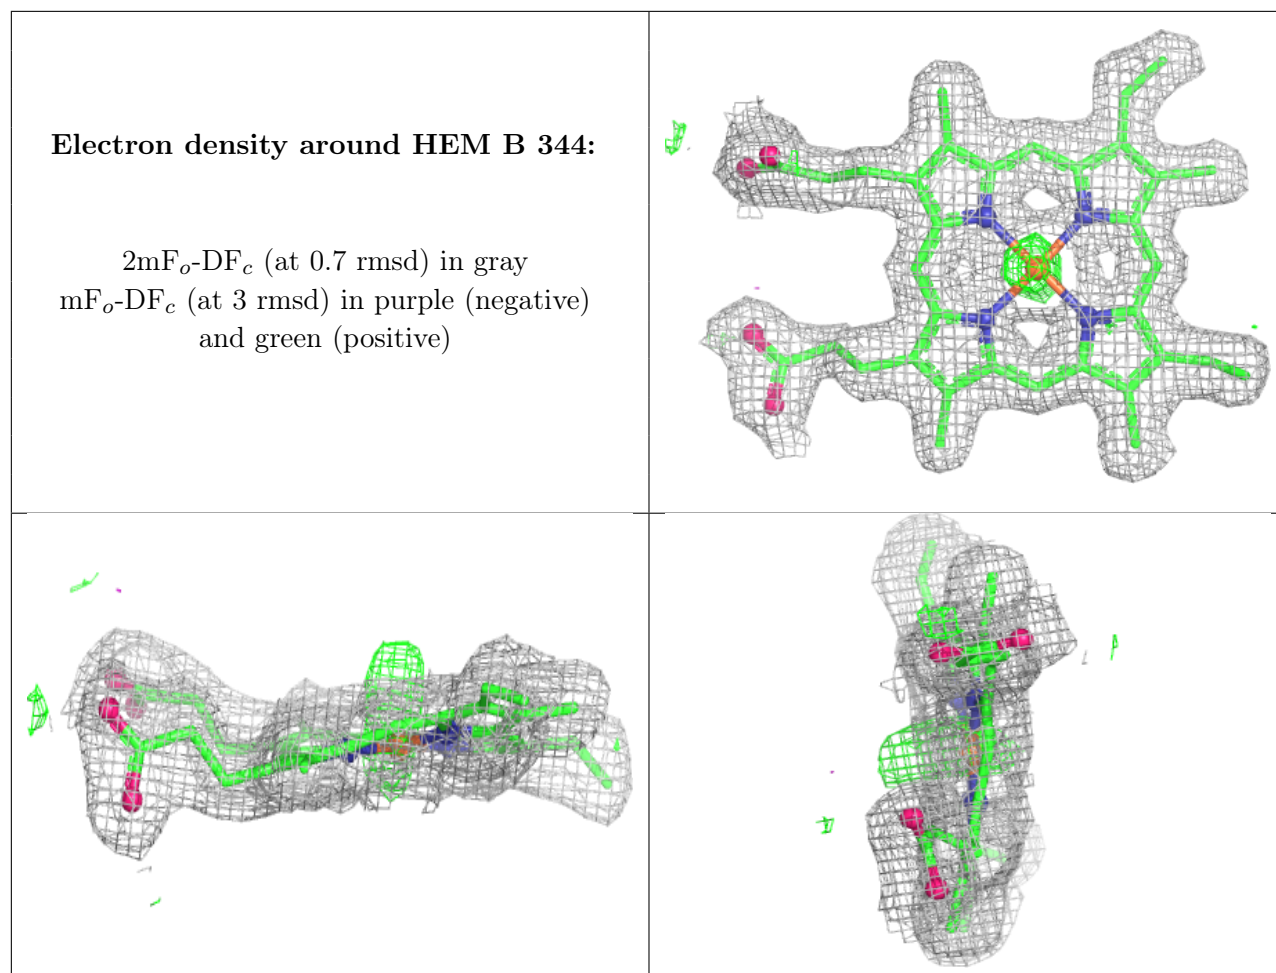 Electron density around HEM B 344:
2mFₒ-DF𝒸 (at 0.7 rmsd) in gray
mFₒ-DF𝒸 (at 3 rmsd) in purple (negative)
and green (positive)